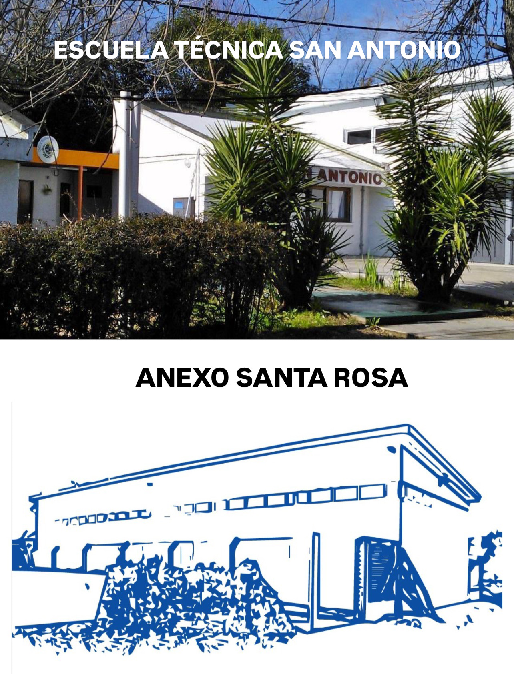 ESCUELA TÉCNICA SAN ANTONIO
ANTONIO
ANEXO SANTA ROSA